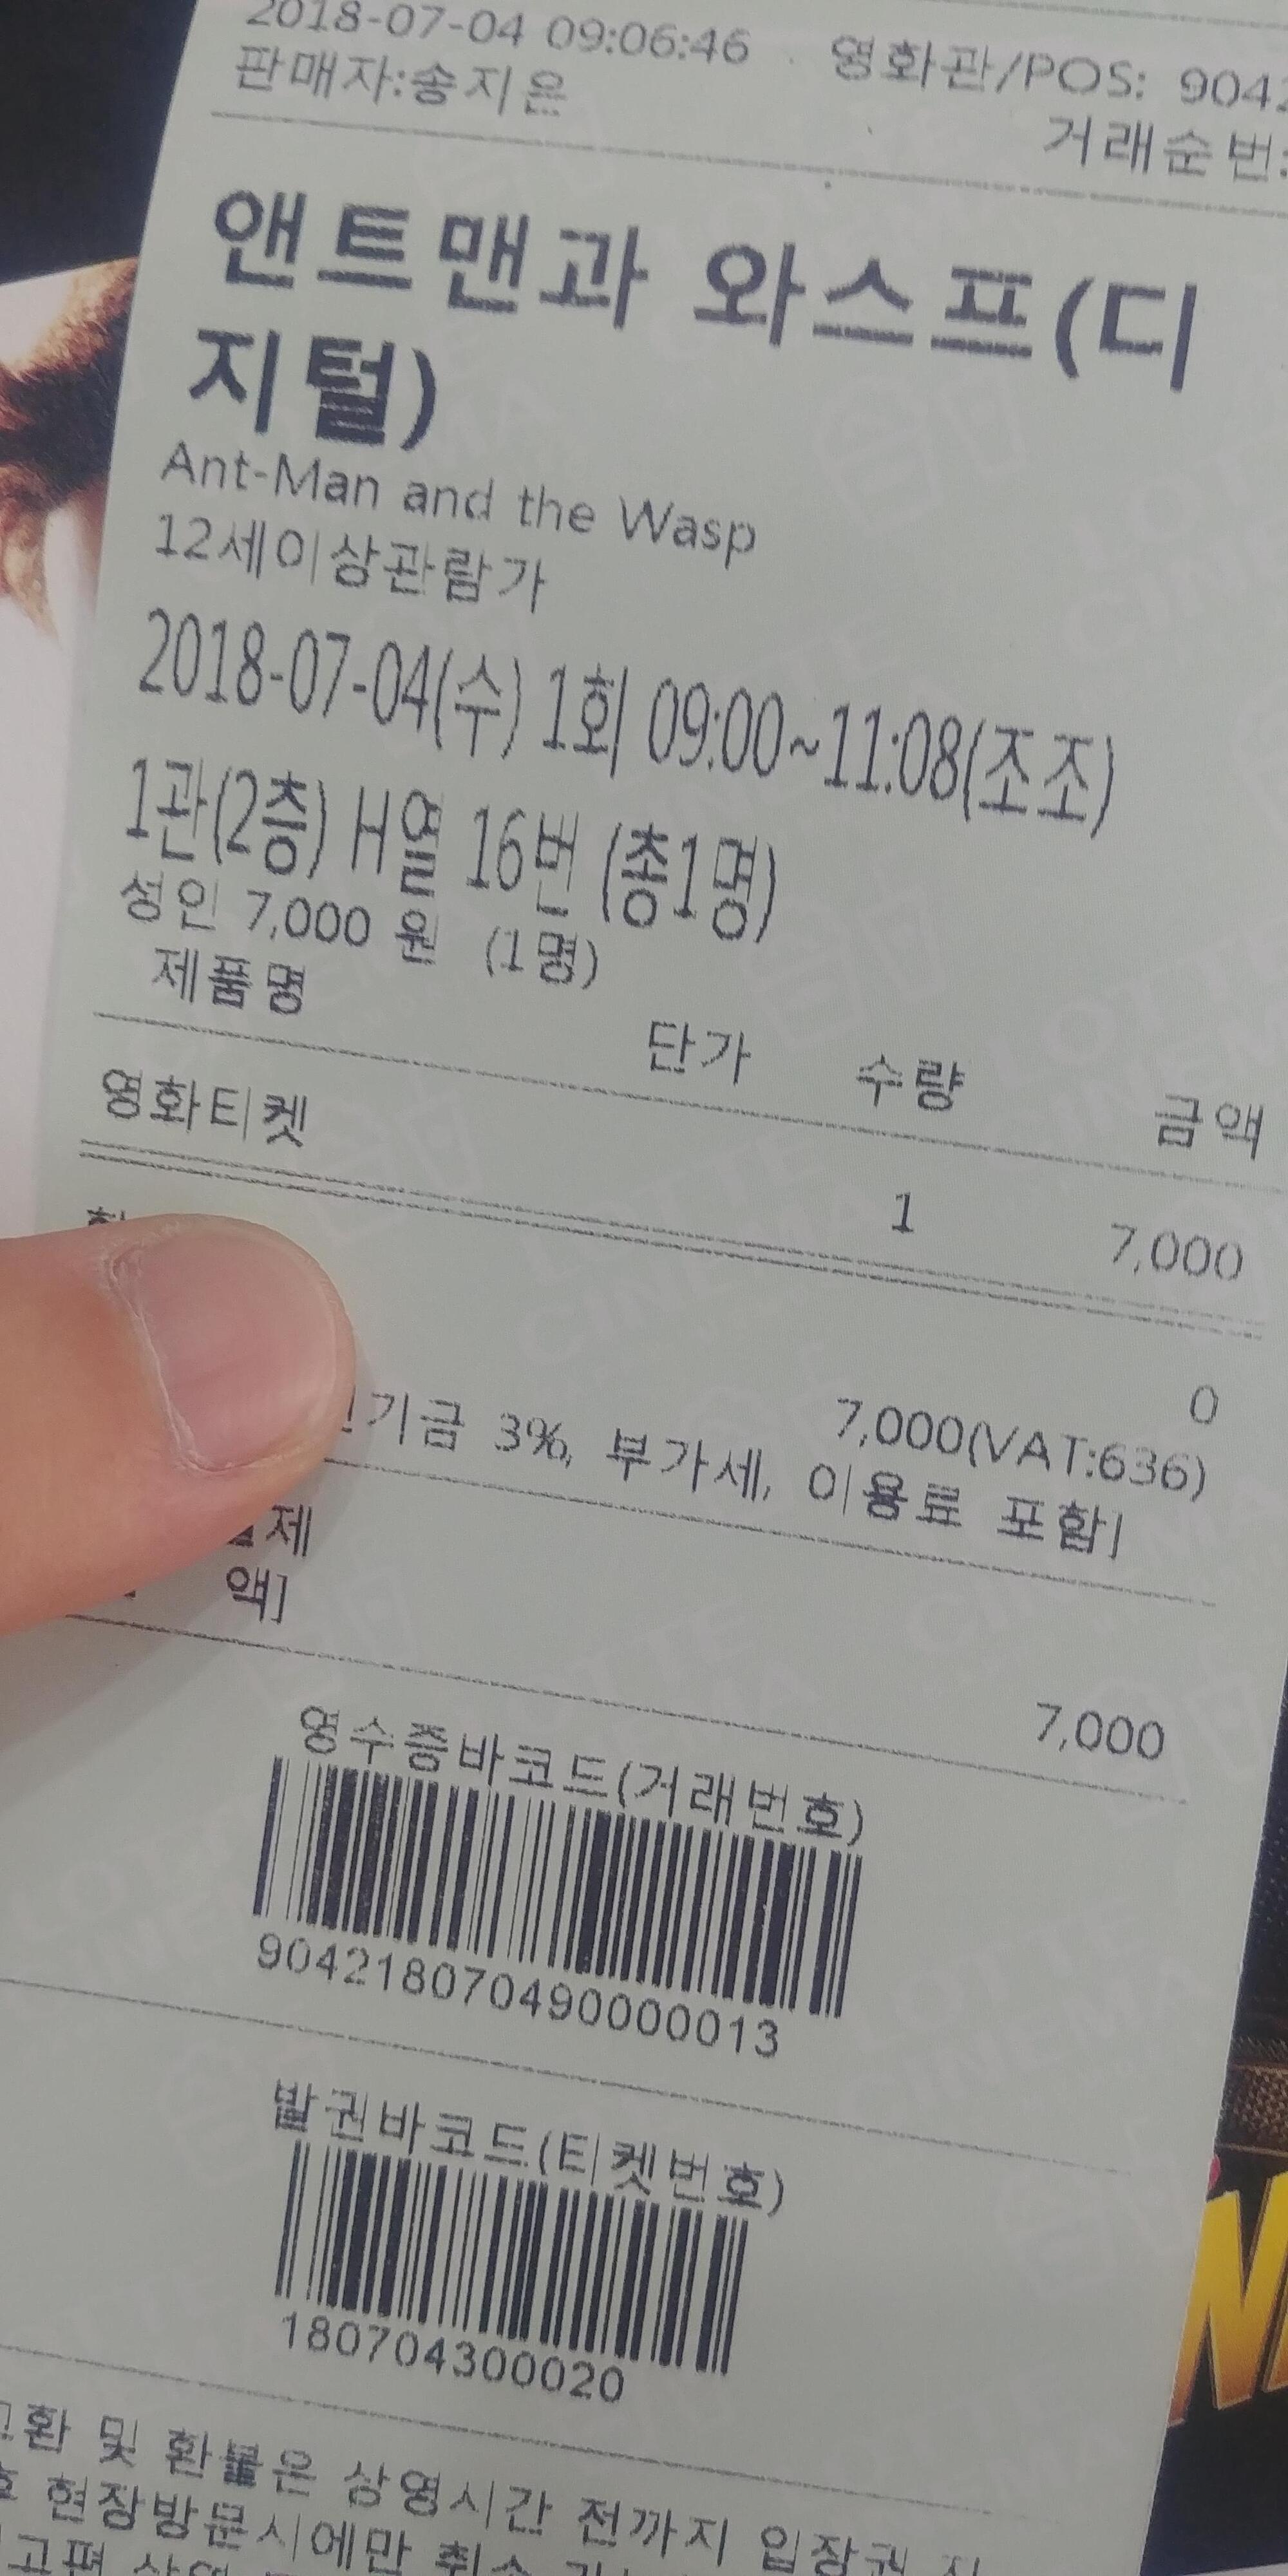 2018-07-04 09:06:46 영화관/POS: 9042
판매자:송지은
거래순번:
앤트맨과 와스프(디
지털)
Ant-Man and the Wasp
12세이상관람가
2018-07-04(수) 1회 09:00~11:08(조조)
1관(2층) H열 16번 (총1명)
성인 7,000 원 (1명)
제품명 단가 수량 금액
영화티켓 1 7,000
0
7,000(VAT:636)
기금 3%, 부가세, 이용료 포함]
제
액] 7,000
영수증바코드(거래번호)
904218070490000013
발권바코드(티켓번호)
180704300020
환 및 환불은 상영시간 전까지 입장권
현장방문시에만 취소